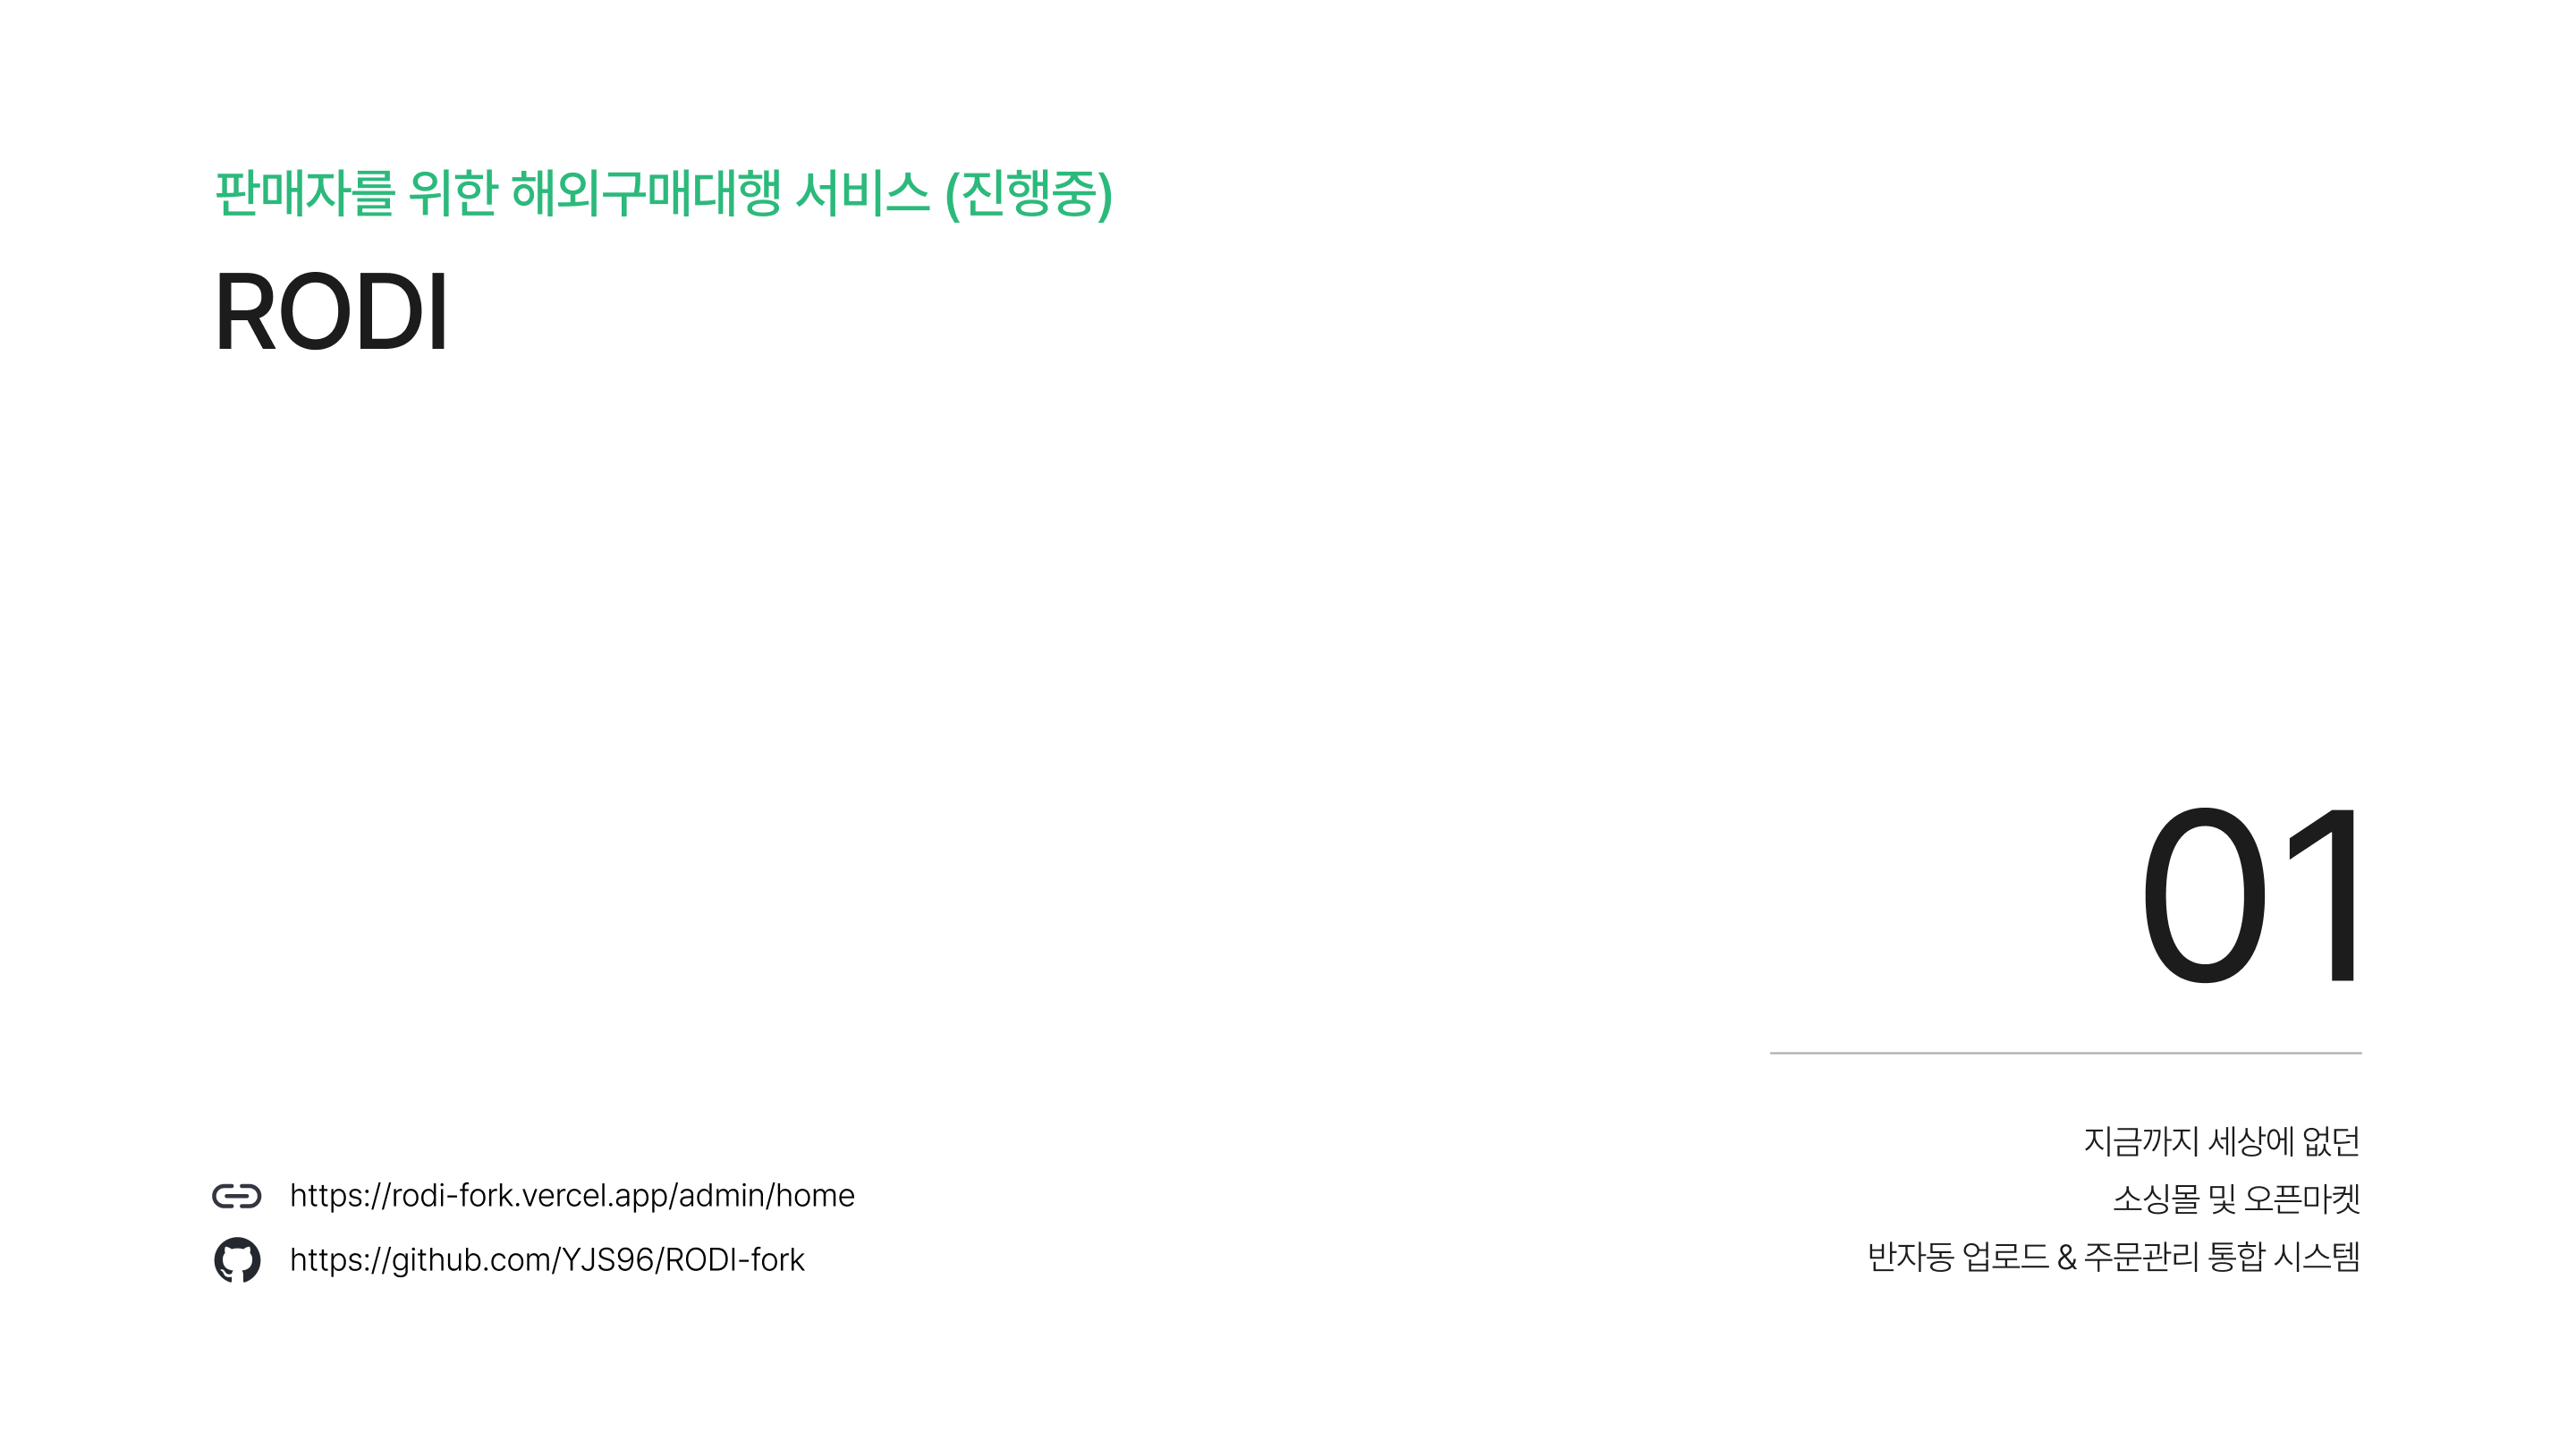 판매자를 위한 해외구매대행 서비스 (진행중)
RODI
01
지금까지 세상에 없던
소싱몰 및 오픈마켓
반자동 업로드 & 주문관리 통합 시스템
https://rodi-fork.vercel.app/admin/home
https://github.com/YJS96/RODI-fork